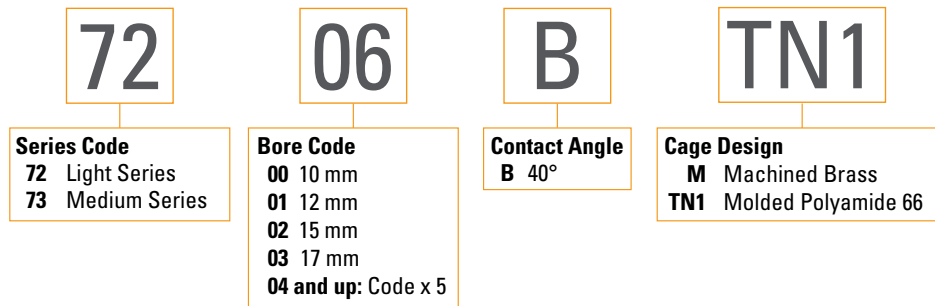 72 06 B TN1
Series Code
72 Light Series
73 Medium Series
Bore Code
00 10 mm
01 12 mm
02 15 mm
03 17 mm
04 and up: Code x 5
Contact Angle
B 40°
Cage Design
M Machined Brass
TN1 Molded Polyamide 66